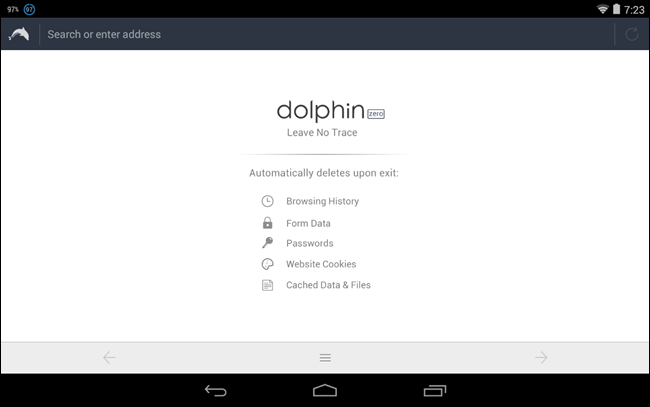 97% 97 7:23
Search or enter address
dolphin zero
Leave No Trace
Automatically deletes upon exit:
Browsing History
Form Data
Passwords
Website Cookies
Cached Data & Files